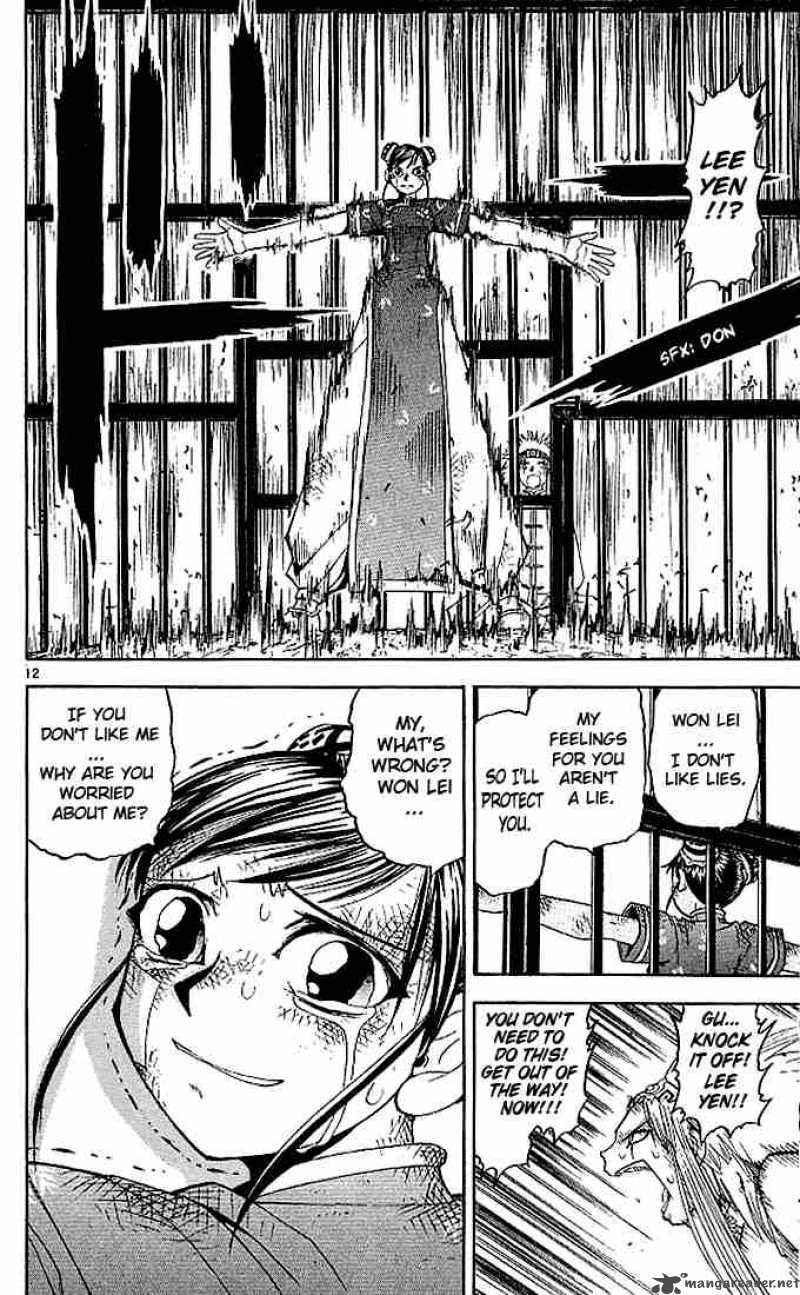 LEE
YEN
!!?
SFX: DON
12
WON LEI
...
I DON'T
LIKE LIES.
MY
FEELINGS
FOR YOU
AREN'T
A LIE.
SO I'LL
PROTECT
YOU.
GU...
KNOCK
IT OFF!
LEE
YEN!!
YOU DON'T
NEED TO
DO THIS!
GET OUT OF
THE WAY!
NOW!!!
MY,
WHAT'S
WRONG?
WON LEI
...
IF YOU
DON'T LIKE ME
...
WHY ARE YOU
WORRIED
ABOUT ME?
mangareader.net